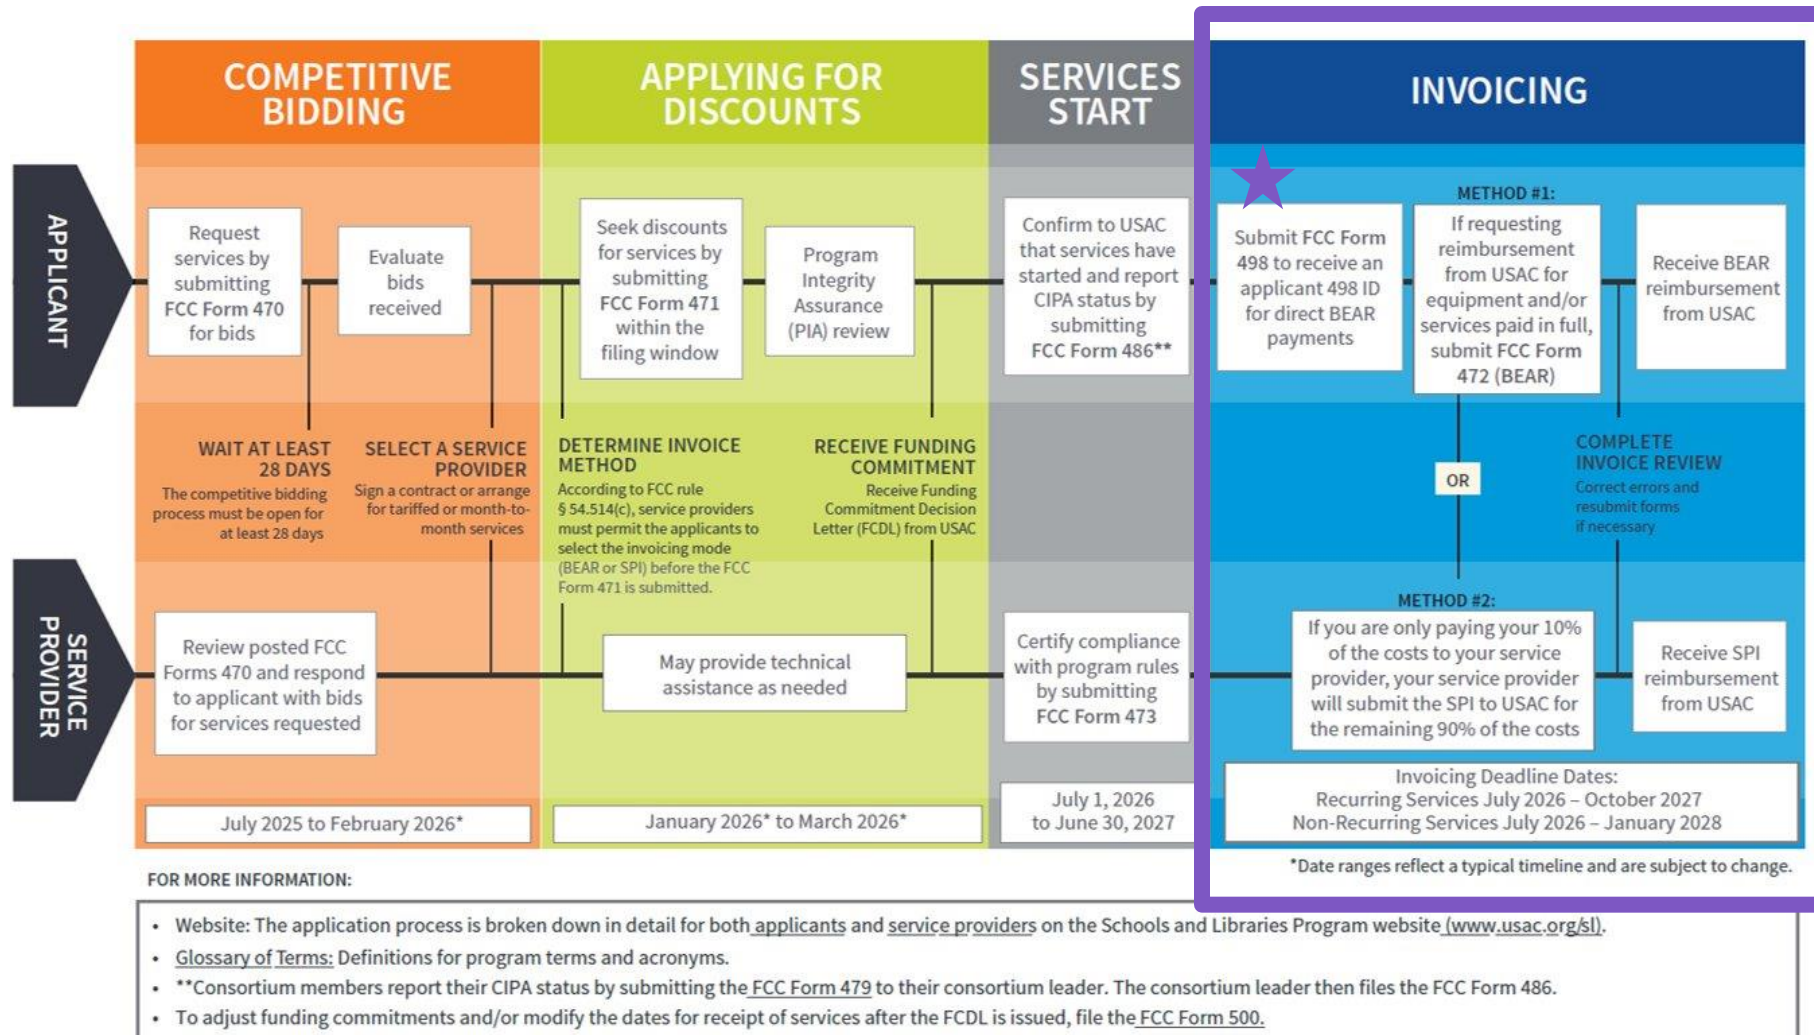 COMPETITIVE
BIDDING
APPLYING FOR
DISCOUNTS
SERVICES
START
INVOICING
APPLICANT
Request
services by
submitting
FCC Form 470
for bids
Evaluate
bids
received
Seek discounts
for services by
submitting
FCC Form 471
within the
filing window
Program
Integrity
Assurance
(PIA) review
Confirm to USAC
that services have
started and report
CIPA status by
submitting
FCC Form 486**
Submit FCC Form
498 to receive an
applicant 498 ID
for direct BEAR
payments
METHOD #1:
If requesting
reimbursement
from USAC for
equipment and/or
services paid in full,
submit FCC Form
472 (BEAR)
Receive BEAR
reimbursement
from USAC
WAIT AT LEAST
28 DAYS
The competitive bidding
process must be open for
at least 28 days
SELECT A SERVICE
PROVIDER
Sign a contract or arrange
for tariffed or month-to-
month services
DETERMINE INVOICE
METHOD
According to FCC rule
§ 54.514(c), service providers
must permit the applicants to
select the invoicing mode
(BEAR or SPI) before the FCC
Form 471 is submitted.
RECEIVE FUNDING
COMMITMENT
Receive Funding
Commitment Decision
Letter (FCDL) from USAC
OR
COMPLETE
INVOICE REVIEW
Correct errors and
resubmit forms
if necessary
SERVICE
PROVIDER
Review posted FCC
Forms 470 and respond
to applicant with bids
for services requested
May provide technical
assistance as needed
Certify compliance
with program rules
by submitting
FCC Form 473
METHOD #2:
If you are only paying your 10%
of the costs to your service
provider, your service provider
will submit the SPI to USAC for
the remaining 90% of the costs
Receive SPI
reimbursement
from USAC
July 2025 to February 2026*
January 2026* to March 2026*
July 1, 2026
to June 30, 2027
Invoicing Deadline Dates:
Recurring Services July 2026 – October 2027
Non-Recurring Services July 2026 – January 2028
*Date ranges reflect a typical timeline and are subject to change.
FOR MORE INFORMATION:
• Website: The application process is broken down in detail for both applicants and service providers on the Schools and Libraries Program website (www.usac.org/sl).
• Glossary of Terms: Definitions for program terms and acronyms.
• **Consortium members report their CIPA status by submitting the FCC Form 479 to their consortium leader. The consortium leader then files the FCC Form 486.
• To adjust funding commitments and/or modify the dates for receipt of services after the FCDL is issued, file the FCC Form 500.